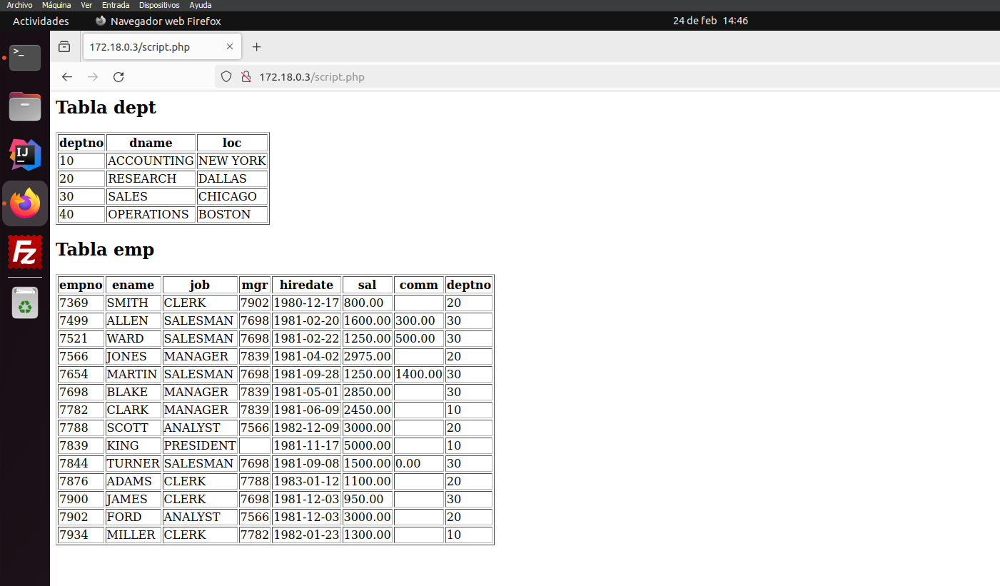 Archivo Máquina Ver Entrada Dispositivos Ayuda
Actividades Navegador web Firefox 24 de feb 14:46
172.18.0.3/script.php
172.18.0.3/script.php
Tabla dept
deptno dname loc
10 ACCOUNTING NEW YORK
20 RESEARCH DALLAS
30 SALES CHICAGO
40 OPERATIONS BOSTON
Tabla emp
empno ename job mgr hiredate sal comm deptno
7369 SMITH CLERK 7902 1980-12-17 800.00 20
7499 ALLEN SALESMAN 7698 1981-02-20 1600.00 300.00 30
7521 WARD SALESMAN 7698 1981-02-22 1250.00 500.00 30
7566 JONES MANAGER 7839 1981-04-02 2975.00 20
7654 MARTIN SALESMAN 7698 1981-09-28 1250.00 1400.00 30
7698 BLAKE MANAGER 7839 1981-05-01 2850.00 30
7782 CLARK MANAGER 7839 1981-06-09 2450.00 10
7788 SCOTT ANALYST 7566 1982-12-09 3000.00 20
7839 KING PRESIDENT 1981-11-17 5000.00 10
7844 TURNER SALESMAN 7698 1981-09-08 1500.00 0.00 30
7876 ADAMS CLERK 7788 1983-01-12 1100.00 20
7900 JAMES CLERK 7698 1981-12-03 950.00 30
7902 FORD ANALYST 7566 1981-12-03 3000.00 20
7934 MILLER CLERK 7782 1982-01-23 1300.00 10
>_
IJ
Fz